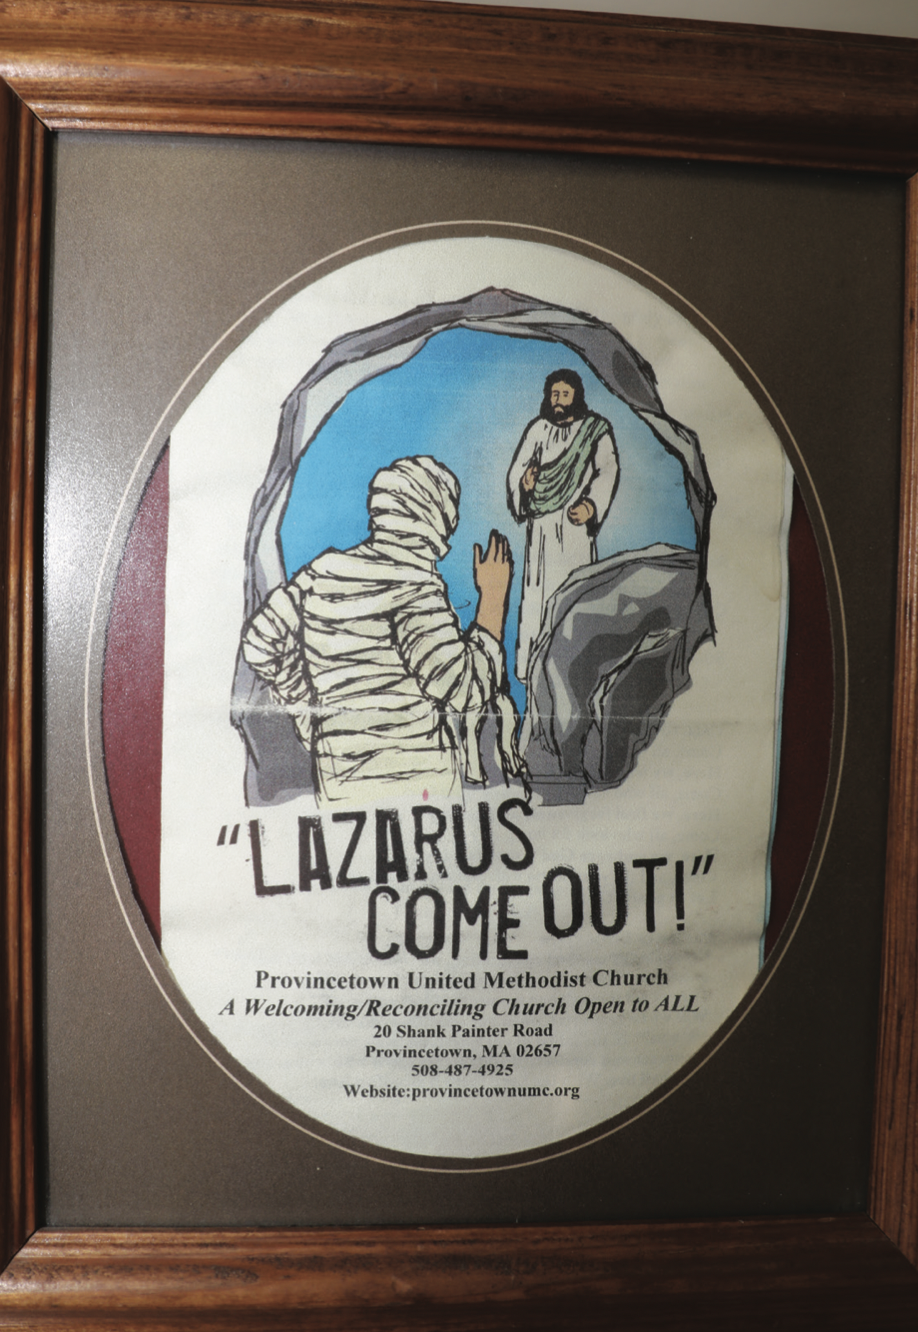 "LAZARUS
COME OUT!"
Provincetown United Methodist Church
A Welcoming/Reconciling Church Open to ALL
20 Shank Painter Road
Provincetown, MA 02657
508-487-4925
Website:provincetownumc.org